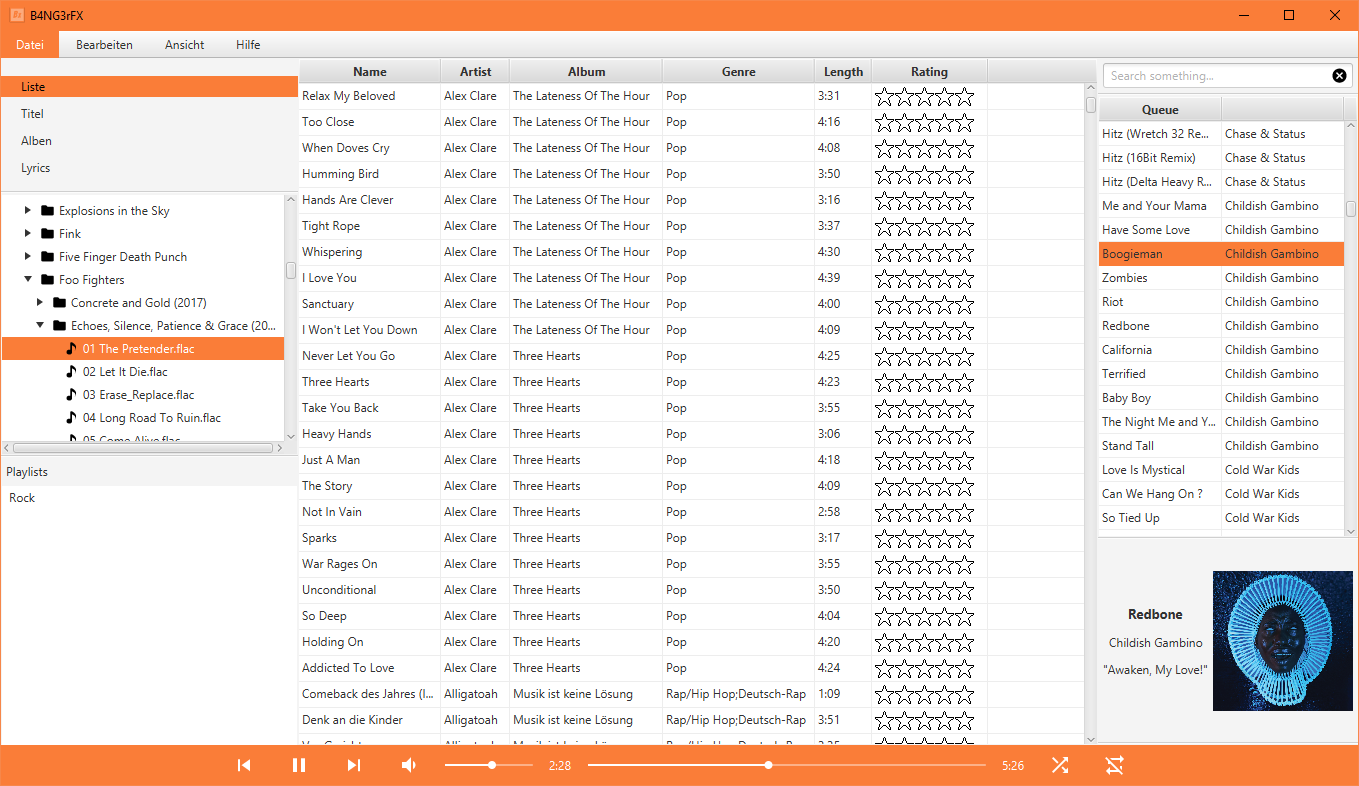 B4NG3rFX
Datei Bearbeiten Ansicht Hilfe
Liste
Titel
Alben
Lyrics
Explosions in the Sky
Fink
Five Finger Death Punch
Foo Fighters
Concrete and Gold (2017)
Echoes, Silence, Patience & Grace (20...
01 The Pretender.flac
02 Let It Die.flac
03 Erase_Replace.flac
04 Long Road To Ruin.flac
05 Come Alive.flac
Playlists
Rock
Name Artist Album Genre Length Rating
Relax My Beloved Alex Clare The Lateness Of The Hour Pop 3:31
Too Close Alex Clare The Lateness Of The Hour Pop 4:16
When Doves Cry Alex Clare The Lateness Of The Hour Pop 4:08
Humming Bird Alex Clare The Lateness Of The Hour Pop 3:50
Hands Are Clever Alex Clare The Lateness Of The Hour Pop 3:16
Tight Rope Alex Clare The Lateness Of The Hour Pop 3:37
Whispering Alex Clare The Lateness Of The Hour Pop 4:30
I Love You Alex Clare The Lateness Of The Hour Pop 4:39
Sanctuary Alex Clare The Lateness Of The Hour Pop 4:00
I Won't Let You Down Alex Clare The Lateness Of The Hour Pop 4:09
Never Let You Go Alex Clare Three Hearts Pop 4:25
Three Hearts Alex Clare Three Hearts Pop 4:23
Take You Back Alex Clare Three Hearts Pop 3:55
Heavy Hands Alex Clare Three Hearts Pop 3:06
Just A Man Alex Clare Three Hearts Pop 4:18
The Story Alex Clare Three Hearts Pop 4:09
Not In Vain Alex Clare Three Hearts Pop 2:58
Sparks Alex Clare Three Hearts Pop 3:17
War Rages On Alex Clare Three Hearts Pop 3:55
Unconditional Alex Clare Three Hearts Pop 3:50
So Deep Alex Clare Three Hearts Pop 4:04
Holding On Alex Clare Three Hearts Pop 4:20
Addicted To Love Alex Clare Three Hearts Pop 4:24
Comeback des Jahres (I... Alligatoah Musik ist keine Lösung Rap/Hip Hop;Deutsch-Rap 1:09
Denk an die Kinder Alligatoah Musik ist keine Lösung Rap/Hip Hop;Deutsch-Rap 3:51
Search something...
Queue
Hitz (Wretch 32 Re... Chase & Status
Hitz (16Bit Remix) Chase & Status
Hitz (Delta Heavy R... Chase & Status
Me and Your Mama Childish Gambino
Have Some Love Childish Gambino
Boogieman Childish Gambino
Zombies Childish Gambino
Riot Childish Gambino
Redbone Childish Gambino
California Childish Gambino
Terrified Childish Gambino
Baby Boy Childish Gambino
The Night Me and Y... Childish Gambino
Stand Tall Childish Gambino
Love Is Mystical Cold War Kids
Can We Hang On ? Cold War Kids
So Tied Up Cold War Kids
Redbone
Childish Gambino
"Awaken, My Love!"
2:28 5:26